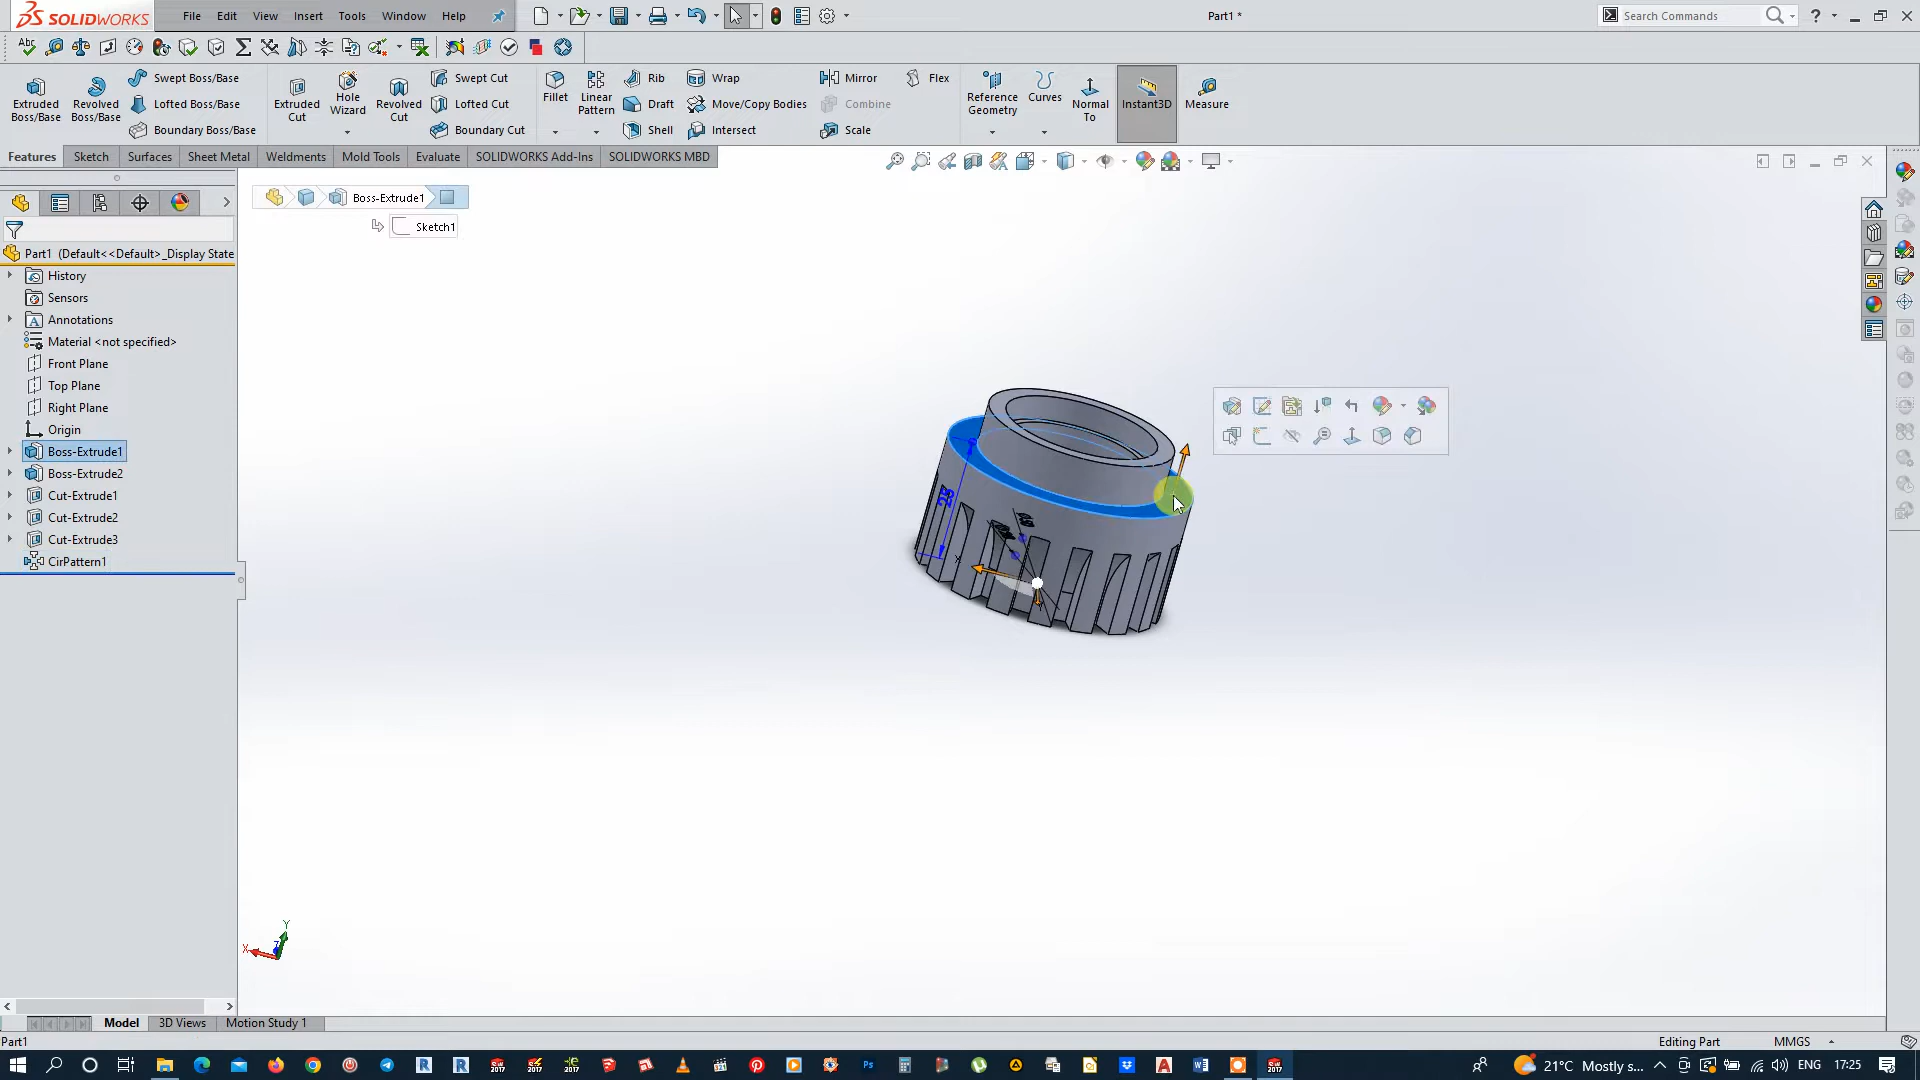 SOLIDWORKS File Edit View Insert Tools Window Help Part1 * Search Commands
Extruded Boss/Base
Revolved Boss/Base
Swept Boss/Base
Lofted Boss/Base
Boundary Boss/Base
Extruded Cut
Hole Wizard
Revolved Cut
Swept Cut
Lofted Cut
Boundary Cut
Fillet
Linear Pattern
Rib
Draft
Shell
Wrap
Move/Copy Bodies
Intersect
Mirror
Combine
Scale
Flex
Reference Geometry
Curves
Normal To
Instant3D
Measure
Features Sketch Surfaces Sheet Metal Weldments Mold Tools Evaluate SOLIDWORKS Add-Ins SOLIDWORKS MBD
Boss-Extrude1
Sketch1
Part1 (Default<<Default>_Display State
History
Sensors
Annotations
Material <not specified>
Front Plane
Top Plane
Right Plane
Origin
Boss-Extrude1
Boss-Extrude2
Cut-Extrude1
Cut-Extrude2
Cut-Extrude3
CirPattern1
25
Y
X
Z
Model 3D Views Motion Study 1
Part1 Editing Part MMGS
21°C Mostly s... ENG 17:25